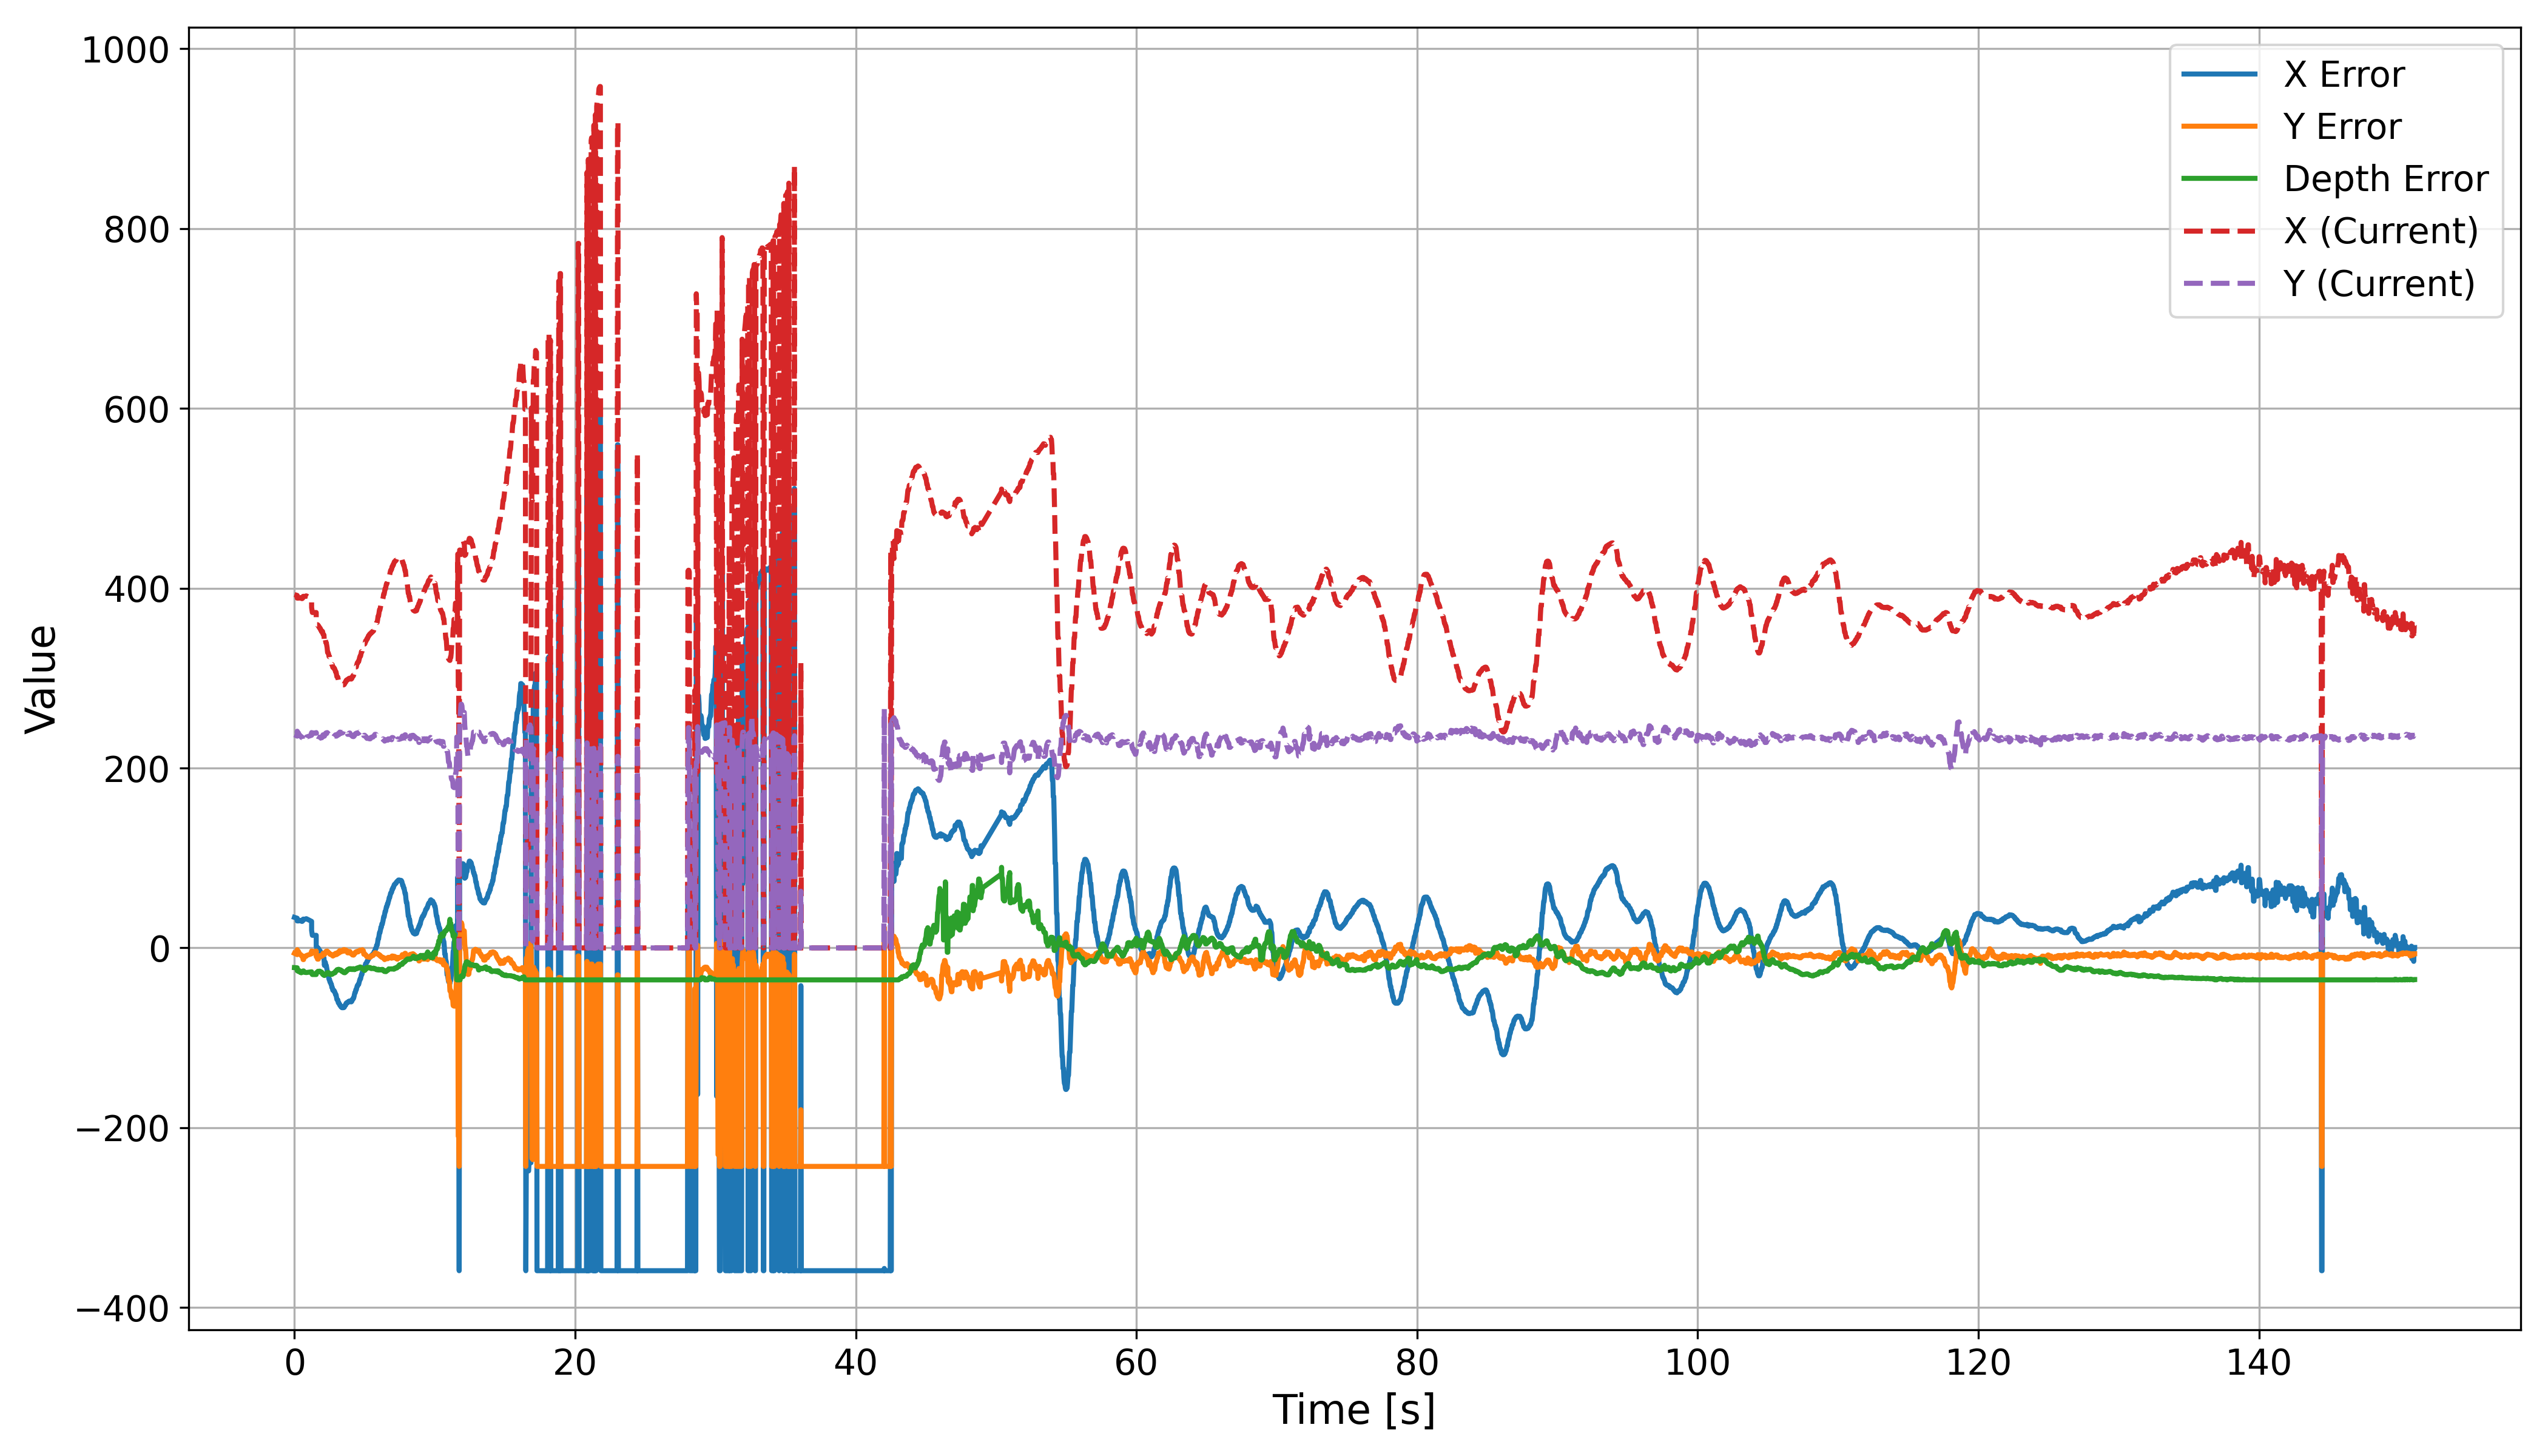 1000
800
600
400
200
0
−200
−400
Value
0 20 40 60 80 100 120 140
Time [s]
X Error
Y Error
Depth Error
X (Current)
Y (Current)